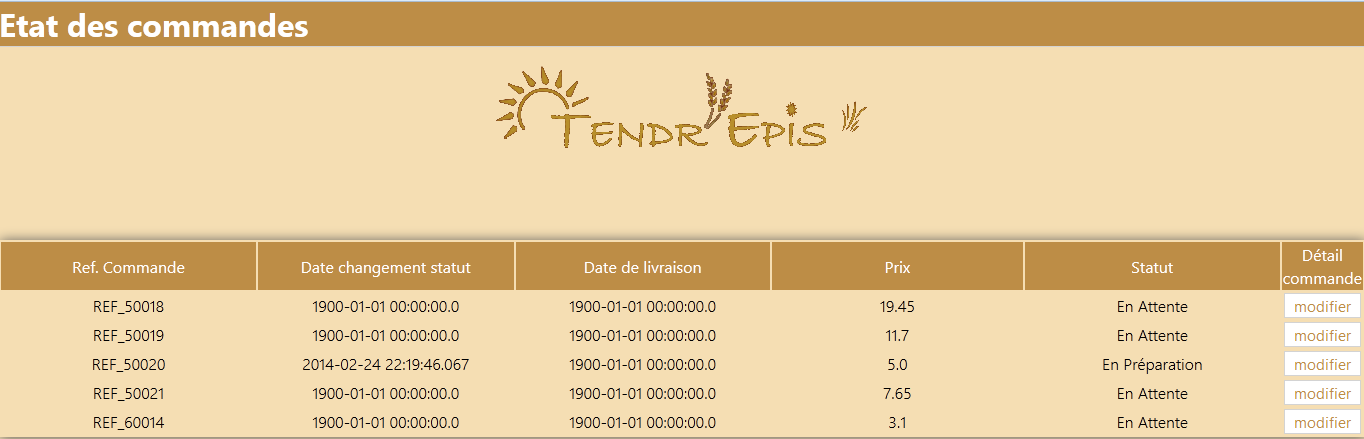 Etat des commandes
TENDR'EPIS
Ref. Commande Date changement statut Date de livraison Prix Statut Détail commande
REF_50018 1900-01-01 00:00:00.0 1900-01-01 00:00:00.0 19.45 En Attente modifier
REF_50019 1900-01-01 00:00:00.0 1900-01-01 00:00:00.0 11.7 En Attente modifier
REF_50020 2014-02-24 22:19:46.067 1900-01-01 00:00:00.0 5.0 En Préparation modifier
REF_50021 1900-01-01 00:00:00.0 1900-01-01 00:00:00.0 7.65 En Attente modifier
REF_60014 1900-01-01 00:00:00.0 1900-01-01 00:00:00.0 3.1 En Attente modifier